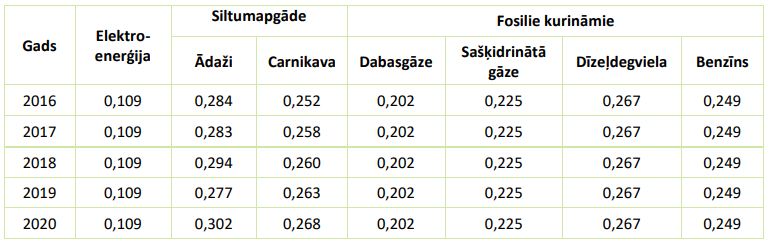 Gads Elektro-enerģija Siltumapgāde Fosilie kurināmie
Ādaži Carnikava Dabasgāze Sašķidrinātā gāze Dīzeļdegviela Benzīns
2016 0,109 0,284 0,252 0,202 0,225 0,267 0,249
2017 0,109 0,283 0,258 0,202 0,225 0,267 0,249
2018 0,109 0,294 0,260 0,202 0,225 0,267 0,249
2019 0,109 0,277 0,263 0,202 0,225 0,267 0,249
2020 0,109 0,302 0,268 0,202 0,225 0,267 0,249